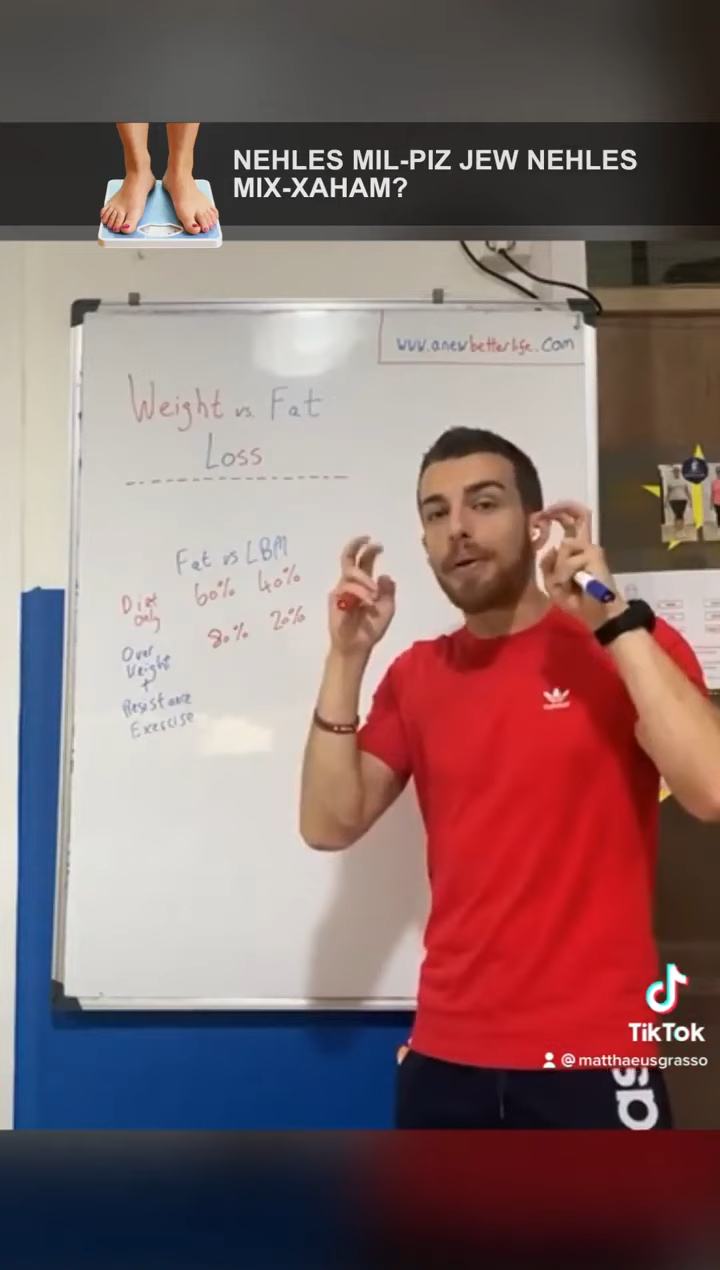 NEHLES MIL-PIZ JEW NEHLES
MIX-XAHAM?
www.anewbetterlife.com
Weight vs. Fat
Loss
Fat vs LBM
Diet only 60% 40%
Over Weight + Resistance Exercise 80% 20%
TikTok
@matthaeusgrasso
as